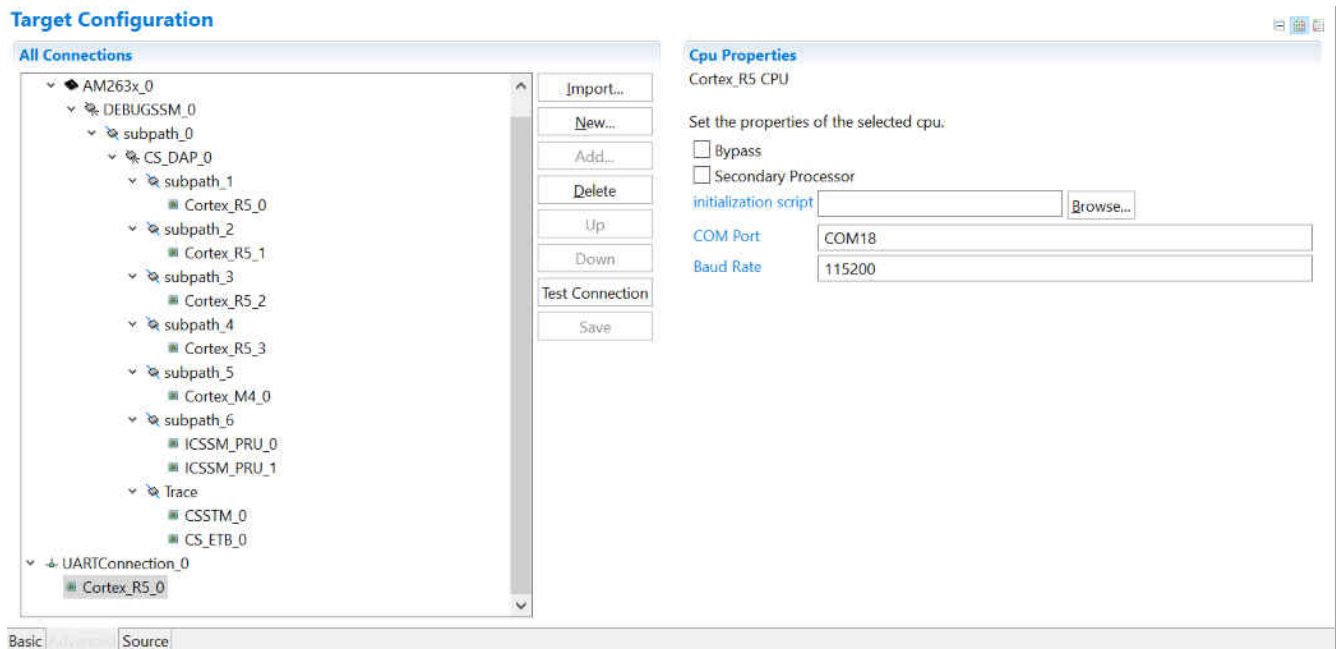 Target Configuration
All Connections
AM263x_0
DEBUGSSM_0
subpath_0
CS_DAP_0
subpath_1
Cortex_R5_0
subpath_2
Cortex_R5_1
subpath_3
Cortex_R5_2
subpath_4
Cortex_R5_3
subpath_5
Cortex_M4_0
subpath_6
ICSSM_PRU_0
ICSSM_PRU_1
Trace
CSSTM_0
CS_ETB_0
UARTConnection_0
Cortex_R5_0
Import...
New...
Add...
Delete
Up
Down
Test Connection
Save
Cpu Properties
Cortex_R5 CPU
Set the properties of the selected cpu.
Bypass
Secondary Processor
initialization script Browse...
COM Port COM18
Baud Rate 115200
Basic Advanced Source